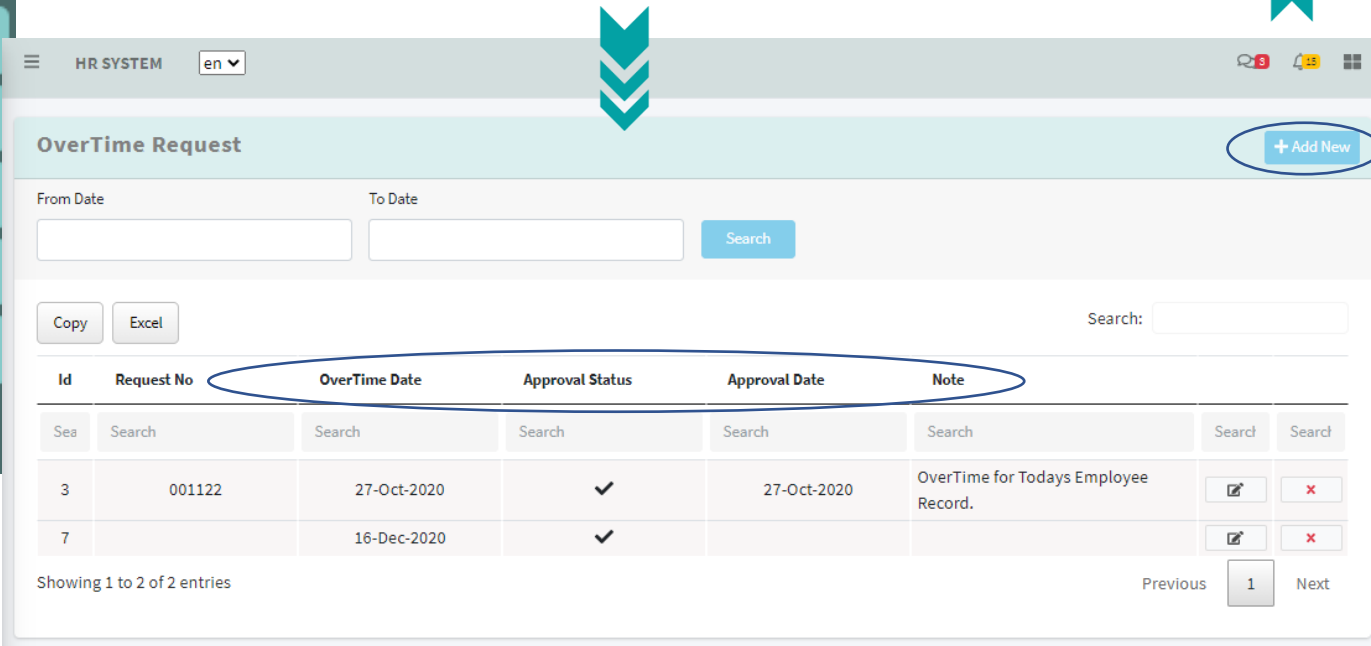 HR SYSTEM en 3 15
OverTime Request + Add New
From Date To Date
Search
Copy Excel Search:
Id Request No OverTime Date Approval Status Approval Date Note
Sea Search Search Search Search Search Search Search
3 001122 27-Oct-2020 27-Oct-2020 OverTime for Todays Employee
Record.
7 16-Dec-2020
Showing 1 to 2 of 2 entries Previous 1 Next